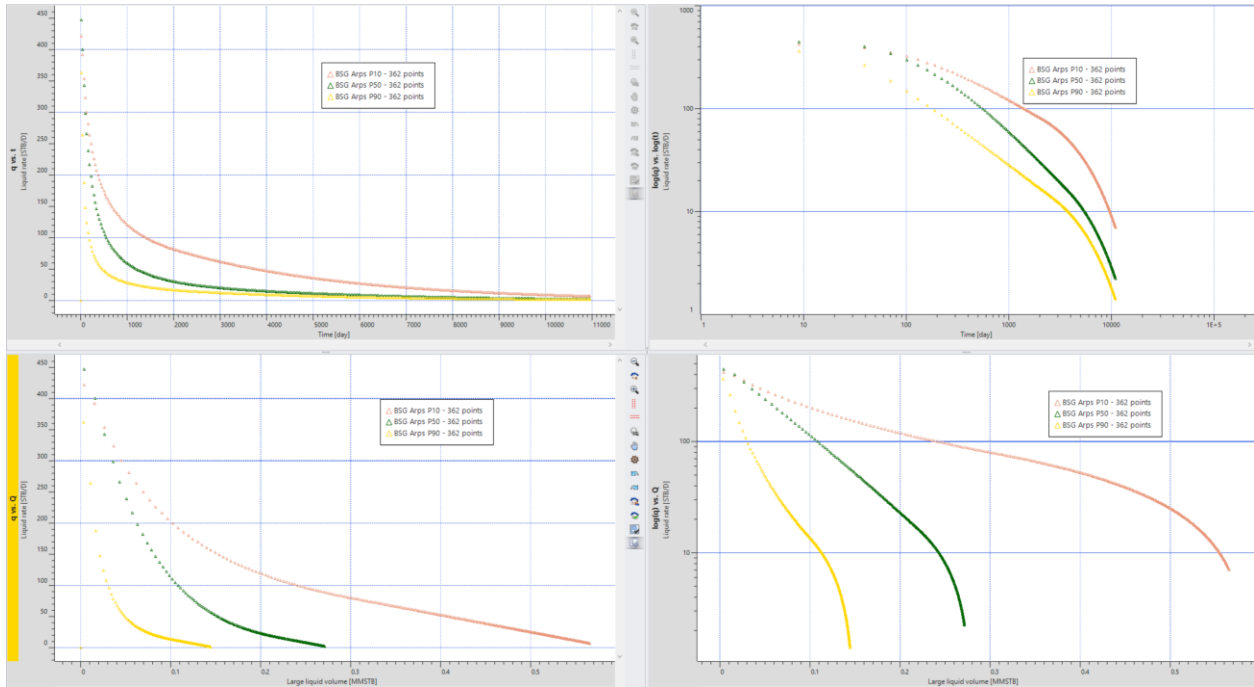 450
400
350
300
250
200
150
100
50
0
q vs. t
Liquid rate [STB/D]
△ BSG Arps P10 - 362 points
△ BSG Arps P50 - 362 points
△ BSG Arps P90 - 362 points
0 1000 2000 3000 4000 5000 6000 7000 8000 9000 10000 11000
Time [day]
1000
100
10
1
log(q) vs. log(t)
Liquid rate [STB/D]
△ BSG Arps P10 - 362 points
△ BSG Arps P50 - 362 points
△ BSG Arps P90 - 362 points
1 10 100 1000 10000 1E+5
Time [day]
450
400
350
300
250
200
150
100
50
0
q vs. Q
Liquid rate [STB/D]
△ BSG Arps P10 - 362 points
△ BSG Arps P50 - 362 points
△ BSG Arps P90 - 362 points
0 0.1 0.2 0.3 0.4 0.5
Large liquid volume [MMSTB]
100
10
log(q) vs. Q
Liquid rate [STB/D]
△ BSG Arps P10 - 362 points
△ BSG Arps P50 - 362 points
△ BSG Arps P90 - 362 points
0 0.1 0.2 0.3 0.4 0.5
Large liquid volume [MMSTB]